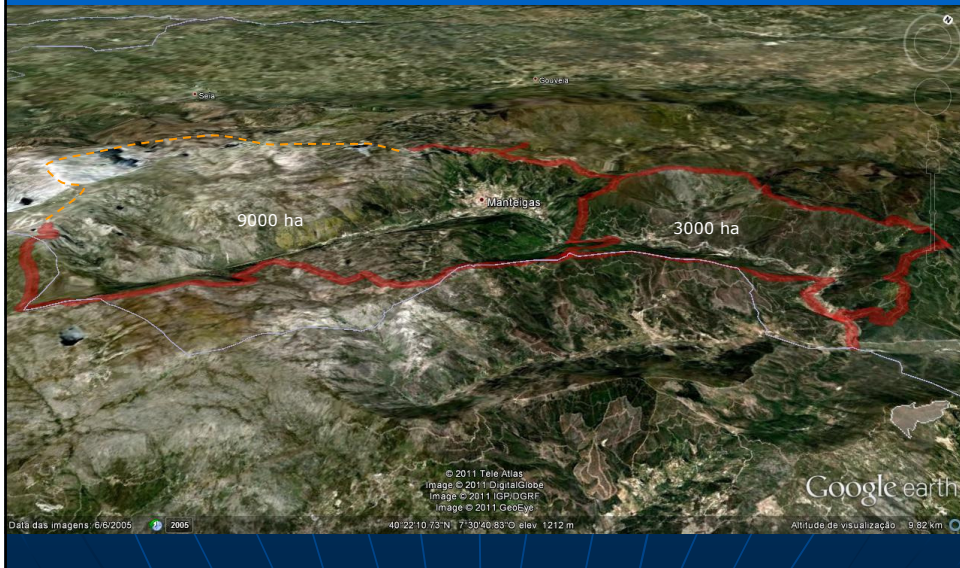 Gouveia
Seia
Manteigas
9000 ha
3000 ha
© 2011 Tele Atlas
Image © 2011 DigitalGlobe
Image © 2011 IGP/DGRF
Image © 2011 GeoEye
Google earth
Data das imagens: 6/6/2005 2005 40°22'10.73"N 7°30'40.83"O elev 1212 m Altitude de visualização 9.82 km